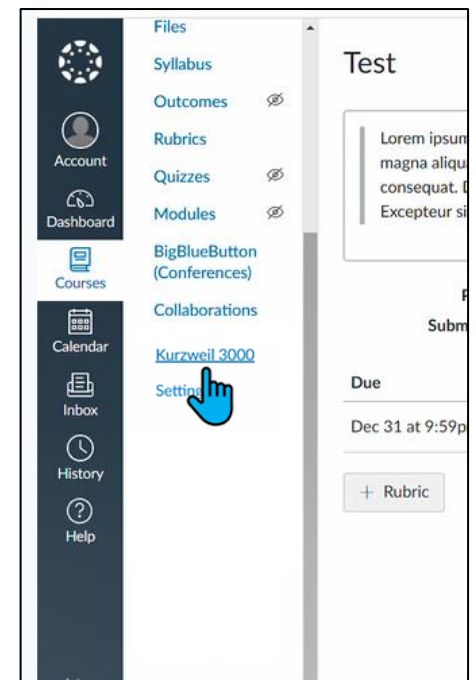 Account
Dashboard
Courses
Calendar
Inbox
History
Help
Files
Syllabus
Outcomes
Rubrics
Quizzes
Modules
BigBlueButton
(Conferences)
Collaborations
Kurzweil 3000
Setting
Test
Lorem ipsum
magna aliqu
consequat. D
Excepteur si
Subm
Due
Dec 31 at 9:59p
+ Rubric